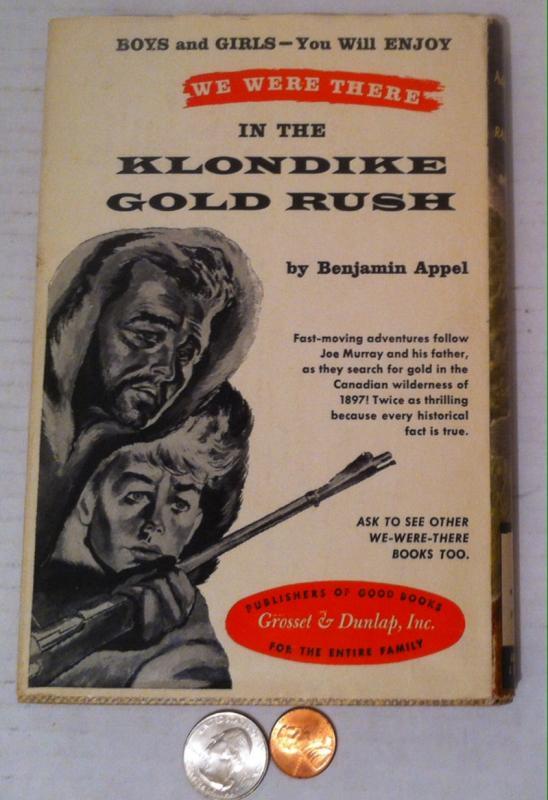 BOYS and GIRLS—You Will ENJOY
WE WERE THERE
IN THE
KLONDIKE
GOLD RUSH
by Benjamin Appel
Fast-moving adventures follow
Joe Murray and his father,
as they search for gold in the
Canadian wilderness of
1897! Twice as thrilling
because every historical
fact is true.
ASK TO SEE OTHER
WE-WERE-THERE
BOOKS TOO.
PUBLISHERS OF GOOD BOOKS
Grosset & Dunlap, Inc.
FOR THE ENTIRE FAMILY